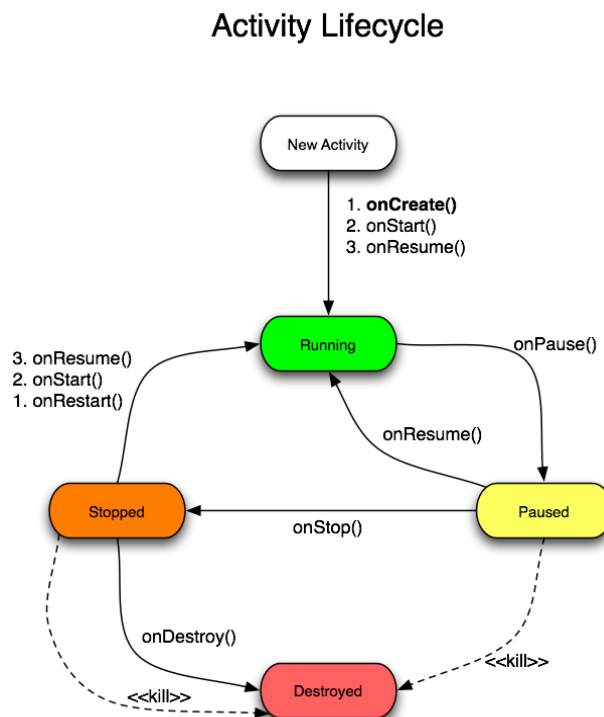 Activity Lifecycle
New Activity
1. onCreate()
2. onStart()
3. onResume()
Running
3. onResume()
2. onStart()
1. onRestart()
onPause()
onResume()
Stopped
Paused
onStop()
onDestroy()
<<kill>>
<<kill>>
Destroyed